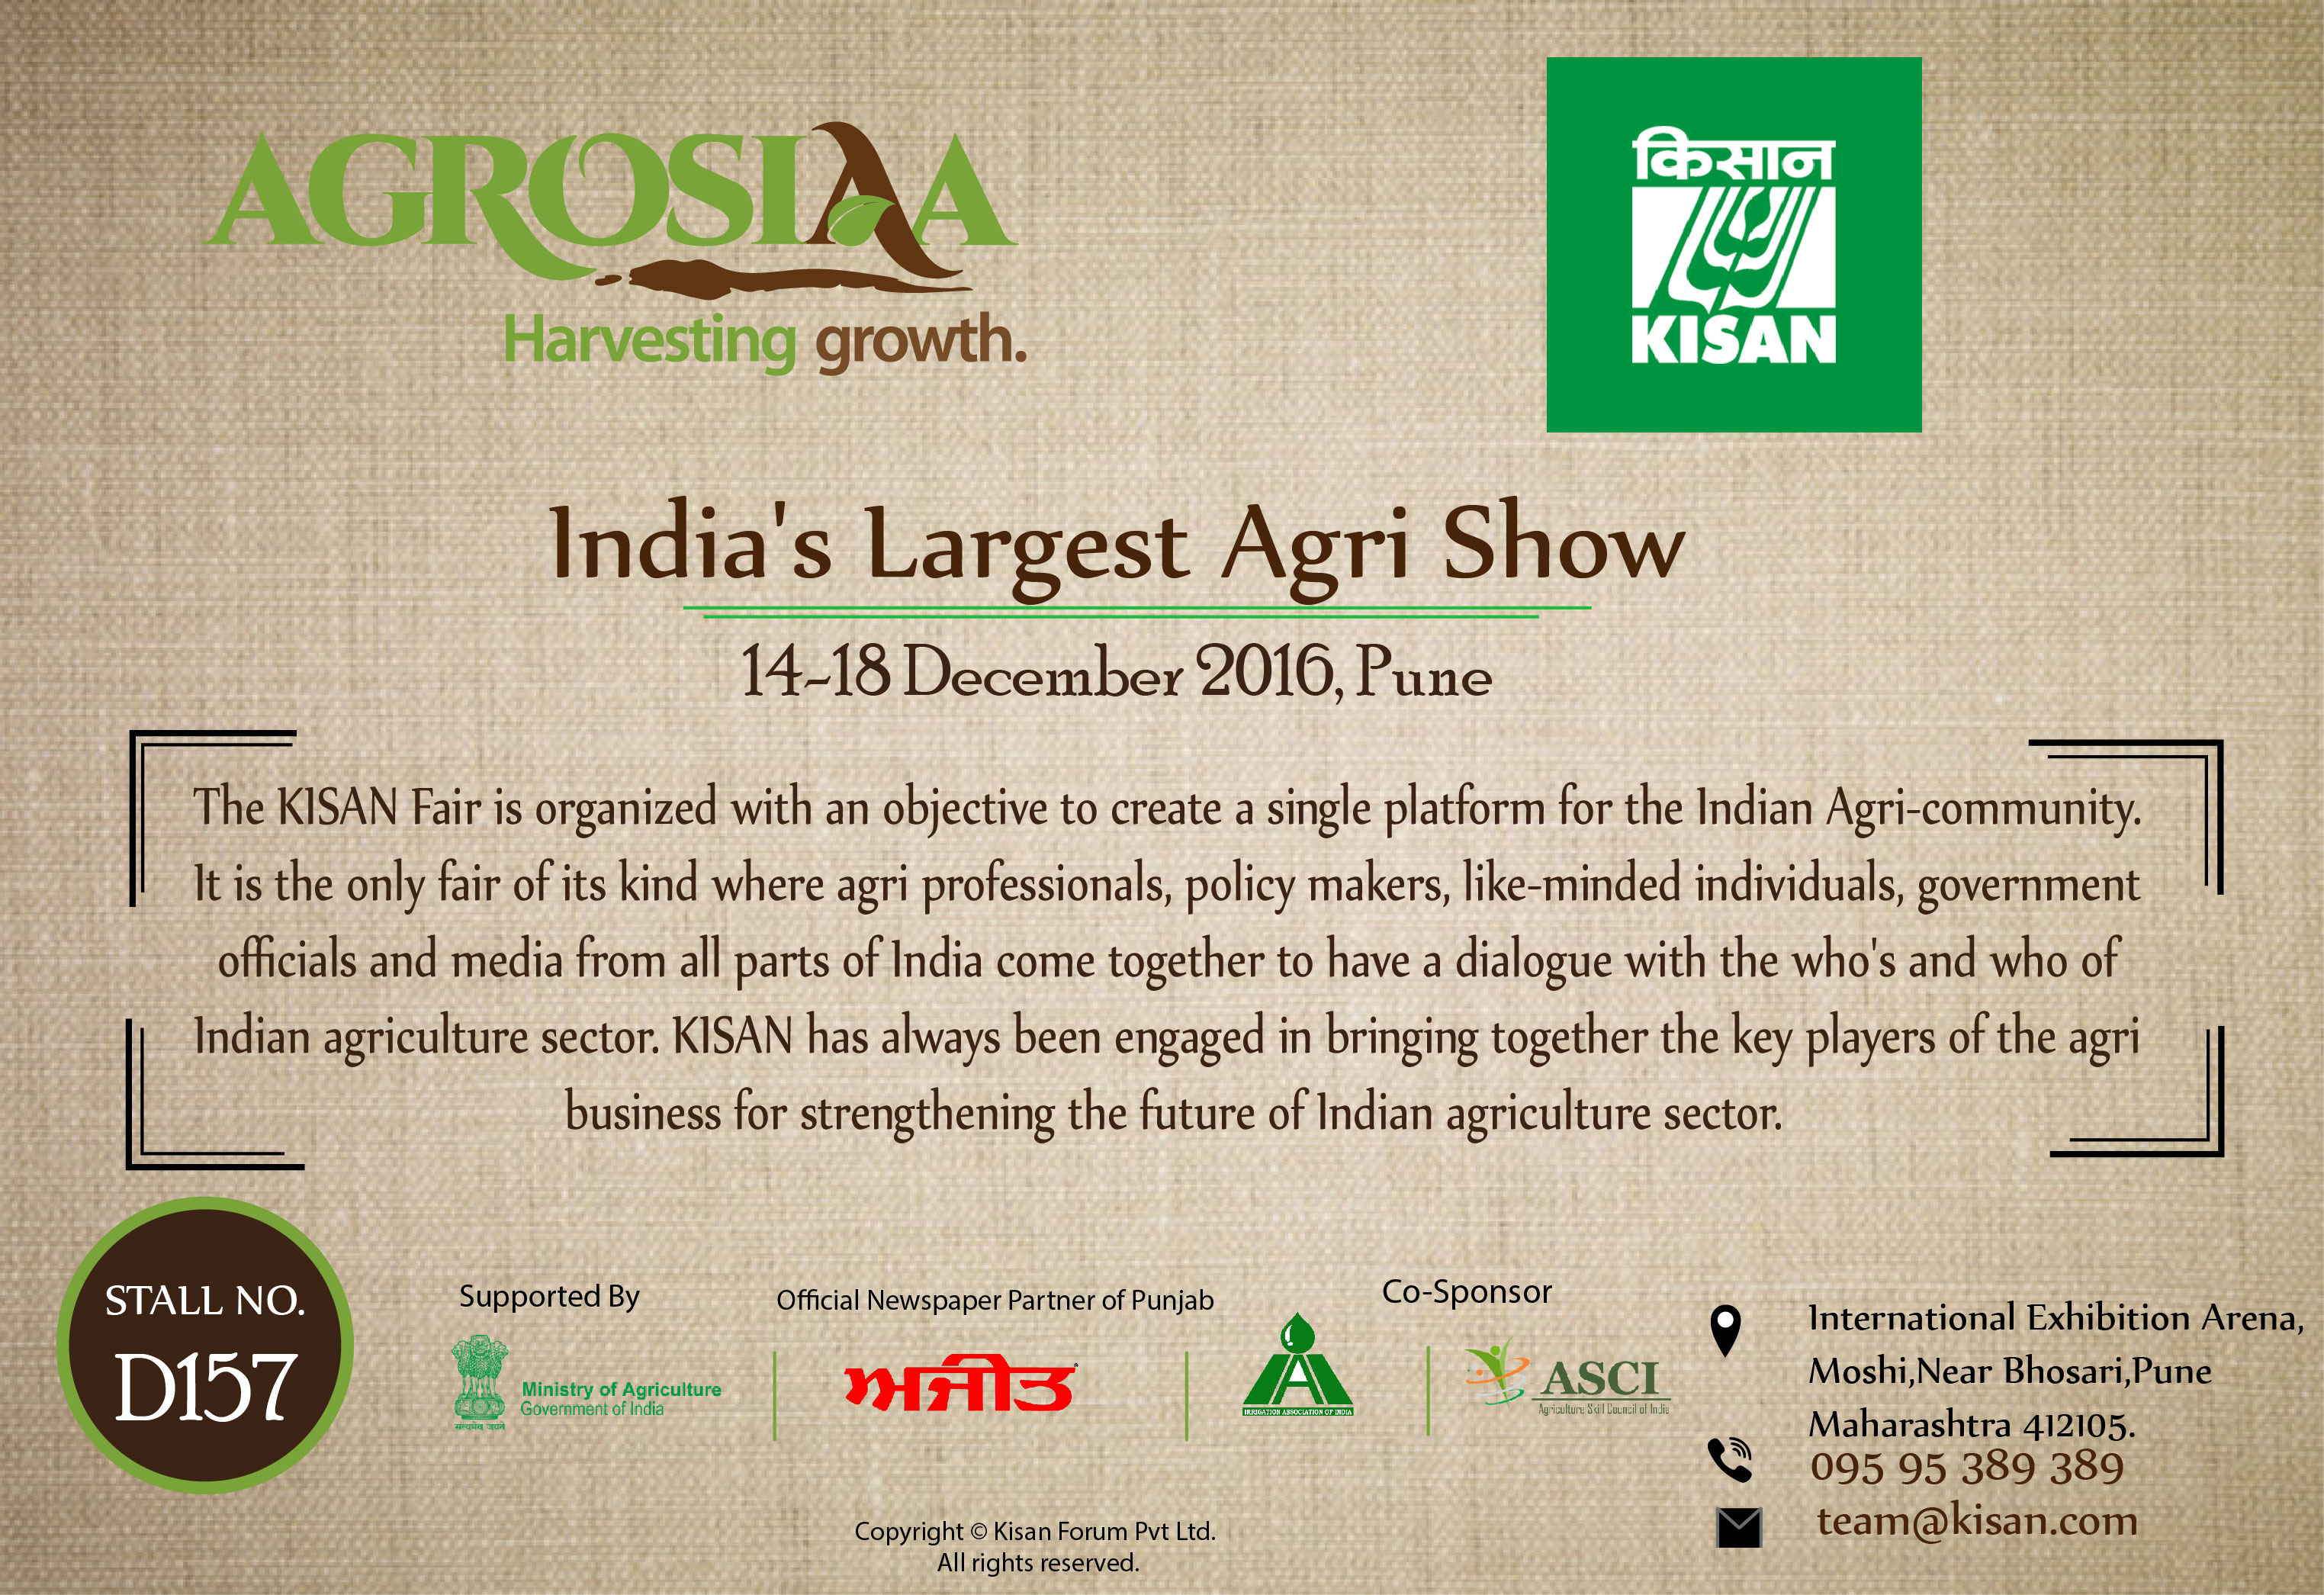 AGROSIAA
Harvesting growth.
किसान
KISAN
India's Largest Agri Show
14-18 December 2016, Pune
The KISAN Fair is organized with an objective to create a single platform for the Indian Agri-community.
It is the only fair of its kind where agri professionals, policy makers, like-minded individuals, government
officials and media from all parts of India come together to have a dialogue with the who's and who of
Indian agriculture sector. KISAN has always been engaged in bringing together the key players of the agri
business for strengthening the future of Indian agriculture sector.
STALL NO.
D157
Supported By
सत्यमेव जयते
Ministry of Agriculture
Government of India
Official Newspaper Partner of Punjab
ਅਜੀਤ
Co-Sponsor
IRRIGATION ASSOCIATION OF INDIA
ASCI
Agriculture Skill Council of India
International Exhibition Arena,
Moshi,Near Bhosari,Pune
Maharashtra 412105.
095 95 389 389
team@kisan.com
Copyright © Kisan Forum Pvt Ltd.
All rights reserved.